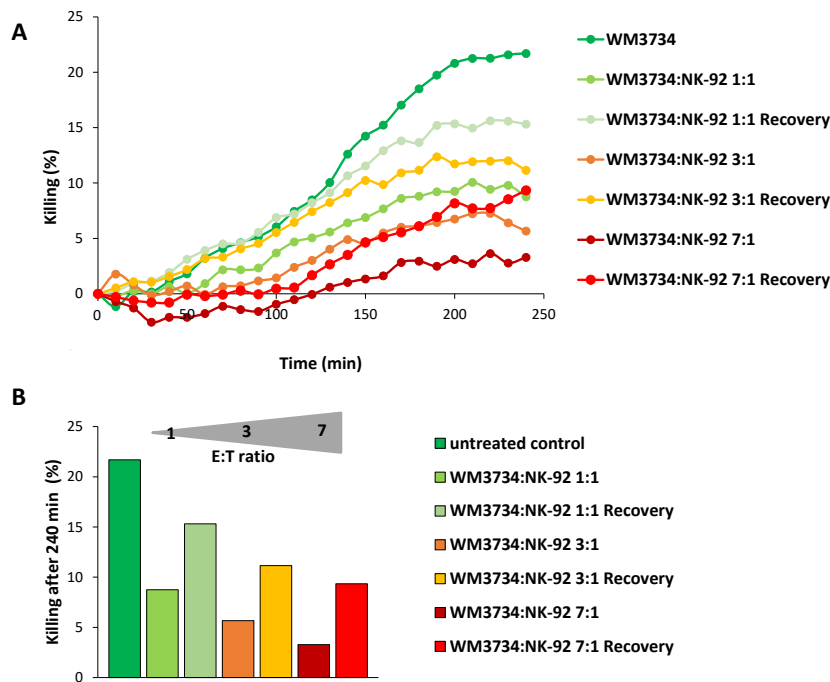 A
25
20
15
10
5
0
-5
Killing (%)
0
50
100
150
200
250
Time (min)
WM3734
WM3734:NK-92 1:1
WM3734:NK-92 1:1 Recovery
WM3734:NK-92 3:1
WM3734:NK-92 3:1 Recovery
WM3734:NK-92 7:1
WM3734:NK-92 7:1 Recovery
B
25
20
15
10
5
0
Killing after 240 min (%)
1
3
7
E:T ratio
untreated control
WM3734:NK-92 1:1
WM3734:NK-92 1:1 Recovery
WM3734:NK-92 3:1
WM3734:NK-92 3:1 Recovery
WM3734:NK-92 7:1
WM3734:NK-92 7:1 Recovery